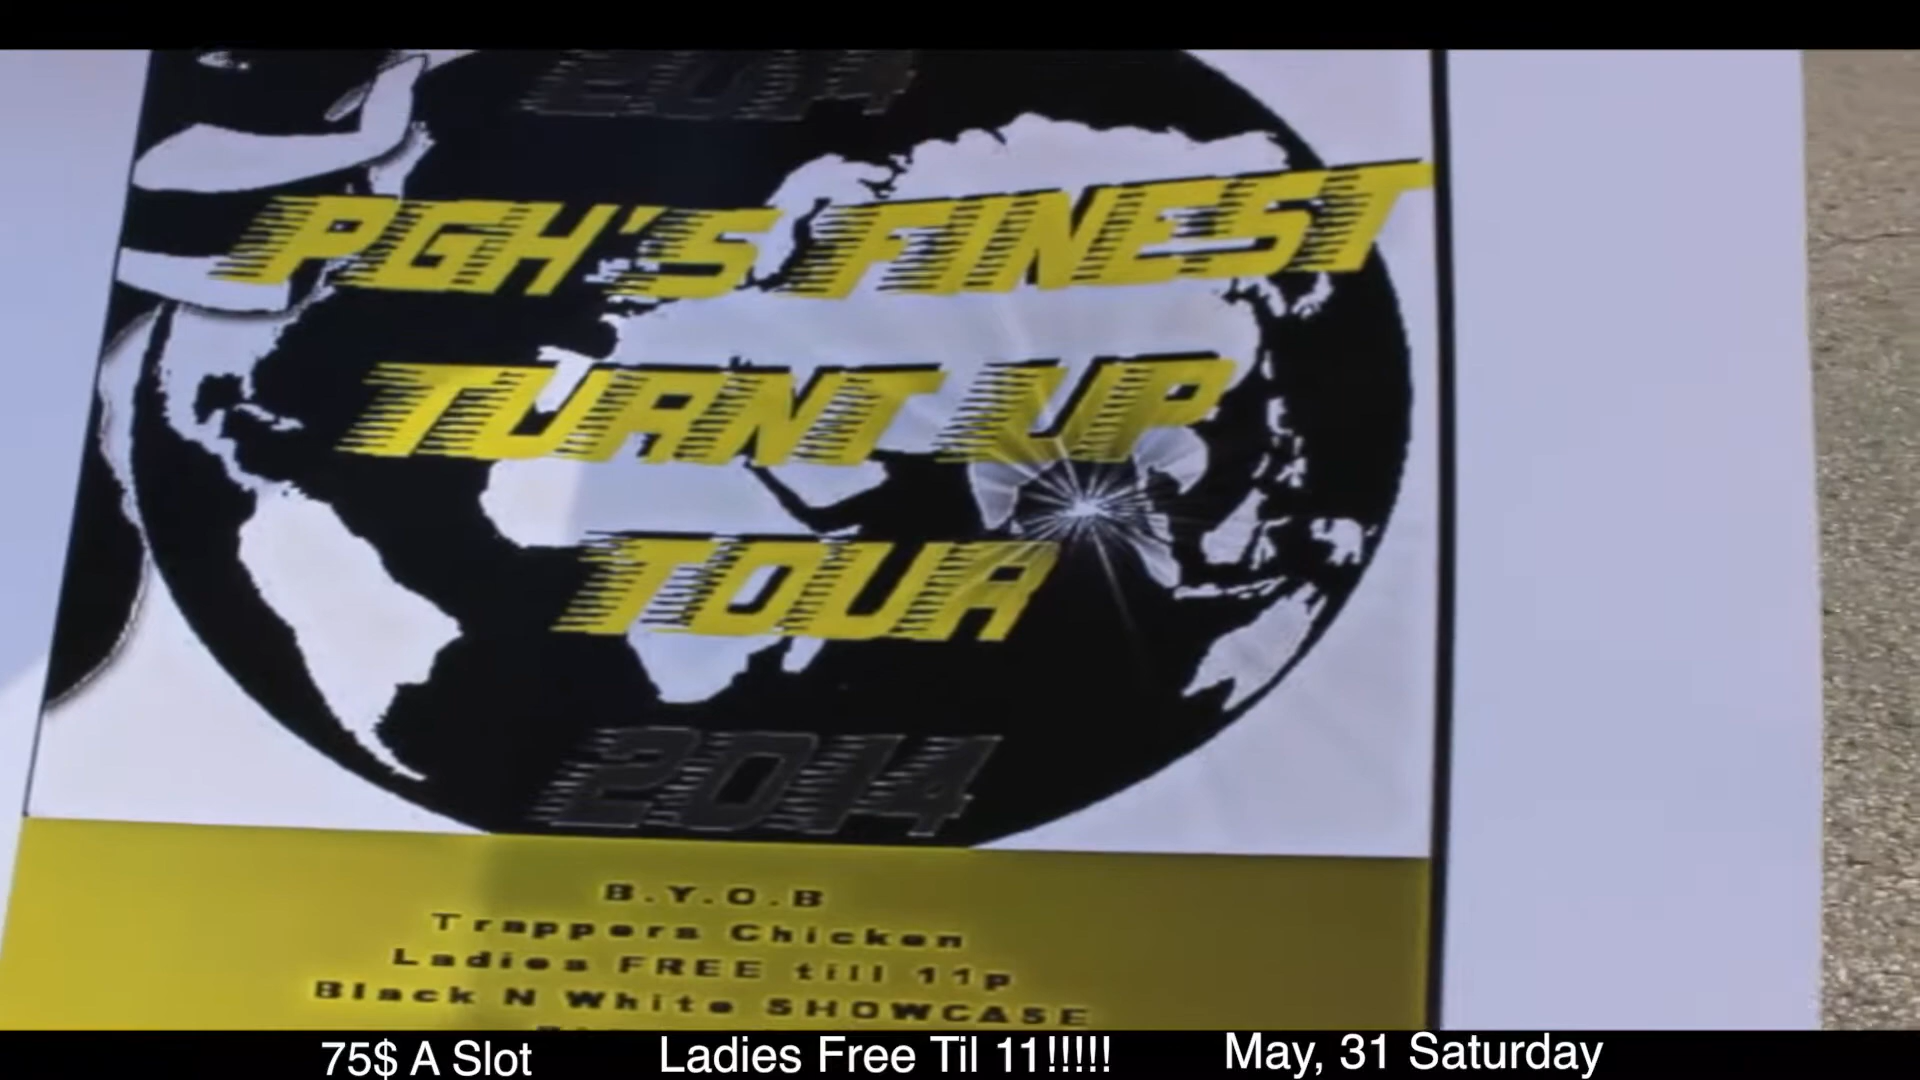 2014
PGH'S FINEST
TURNT UP
TOUR
2014
B.Y.O.B
Trappers Chicken
Ladies FREE till 11p
Black N White SHOWCASE
75$ A Slot Ladies Free Til 11!!!!! May, 31 Saturday